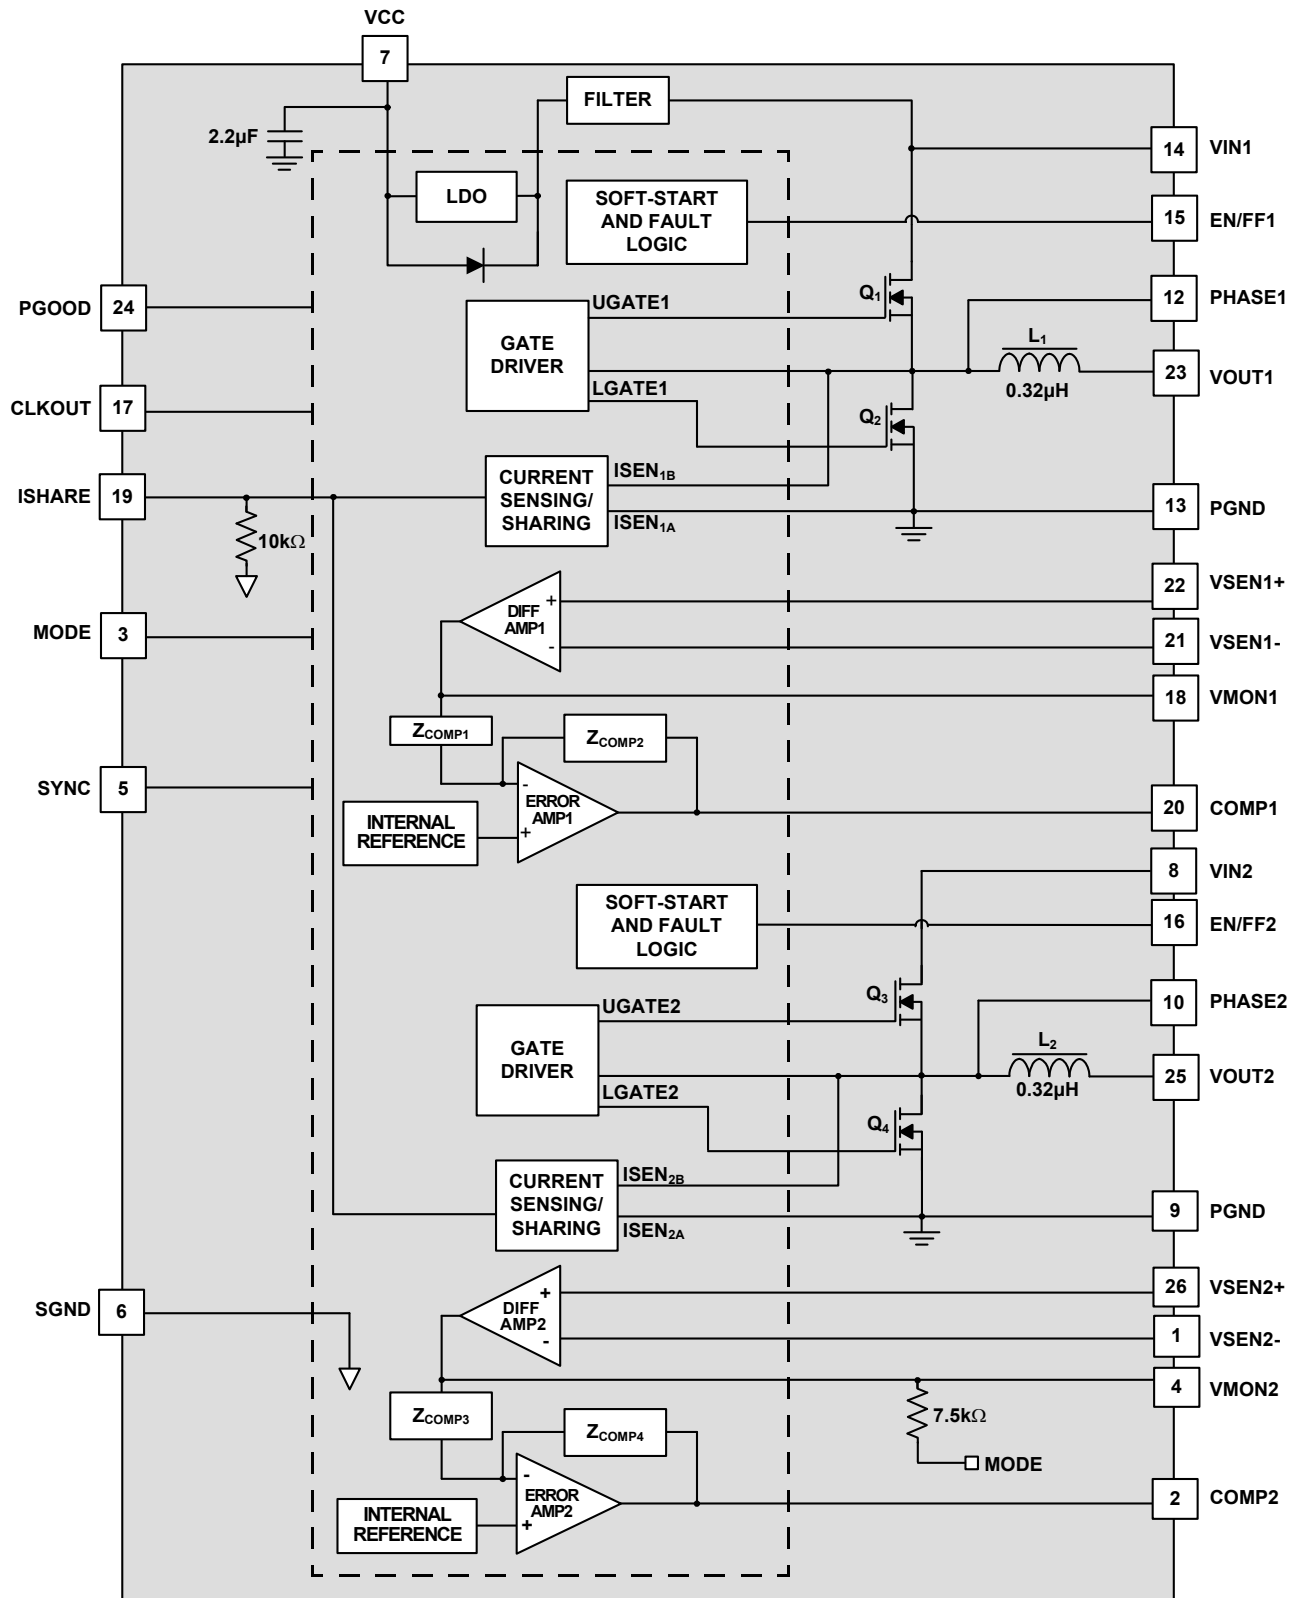 VCC
7
FILTER
2.2µF
14 VIN1
LDO
SOFT-START
AND FAULT
LOGIC
15 EN/FF1
PGOOD 24
UGATE1
Q1
12 PHASE1
GATE
DRIVER
L1
0.32µH
23 VOUT1
LGATE1
CLKOUT 17
Q2
ISHARE 19
CURRENT
SENSING/
SHARING
ISEN1B
ISEN1A
13 PGND
10kΩ
22 VSEN1+
DIFF
AMP1
+
-
MODE 3
21 VSEN1-
18 VMON1
ZCOMP1
ZCOMP2
SYNC 5
-
ERROR
AMP1
+
INTERNAL
REFERENCE
20 COMP1
8 VIN2
SOFT-START
AND FAULT
LOGIC
16 EN/FF2
Q3
10 PHASE2
UGATE2
GATE
DRIVER
L2
0.32µH
25 VOUT2
LGATE2
Q4
CURRENT
SENSING/
SHARING
ISEN2B
ISEN2A
9 PGND
26 VSEN2+
SGND 6
DIFF
AMP2
+
-
1 VSEN2-
4 VMON2
ZCOMP3
7.5kΩ
ZCOMP4
MODE
-
ERROR
AMP2
+
INTERNAL
REFERENCE
2 COMP2